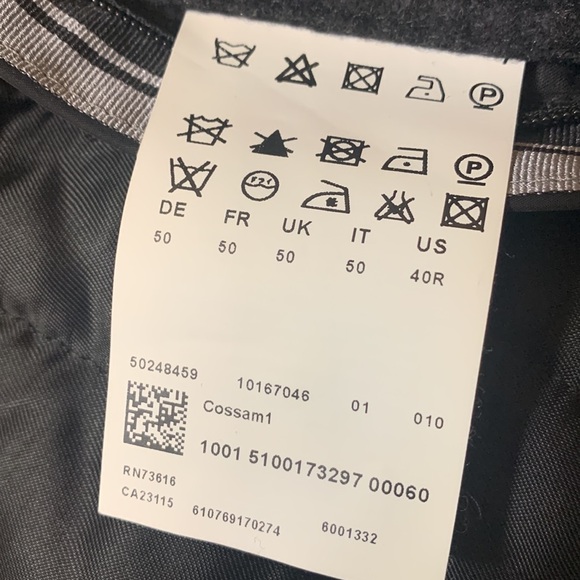 P
P
DE FR UK IT US
50 50 50 50 40R
50248459 10167046 01 010
Cossam1
1001 5100173297 00060
RN73616
CA23115 610769170274 6001332